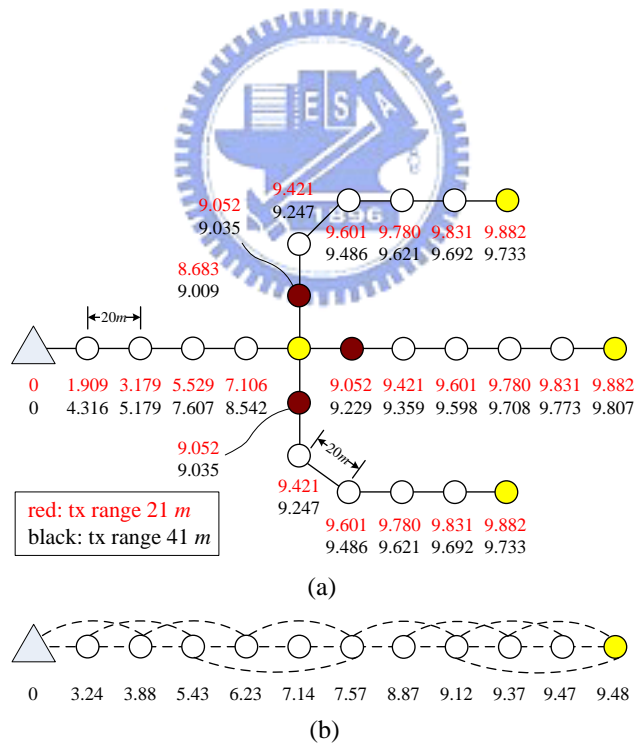 E S A
1896
9.421
9.247
9.052
9.035
9.601 9.780 9.831 9.882
9.486 9.621 9.692 9.733
8.683
9.009
20m
0 1.909 3.179 5.529 7.106 9.052 9.421 9.601 9.780 9.831 9.882
0 4.316 5.179 7.607 8.542 9.229 9.359 9.598 9.708 9.773 9.807
9.052
9.035
20m
9.421
9.247
9.601 9.780 9.831 9.882
9.486 9.621 9.692 9.733
red: tx range 21 m
black: tx range 41 m
(a)
0 3.24 3.88 5.43 6.23 7.14 7.57 8.87 9.12 9.37 9.47 9.48
(b)